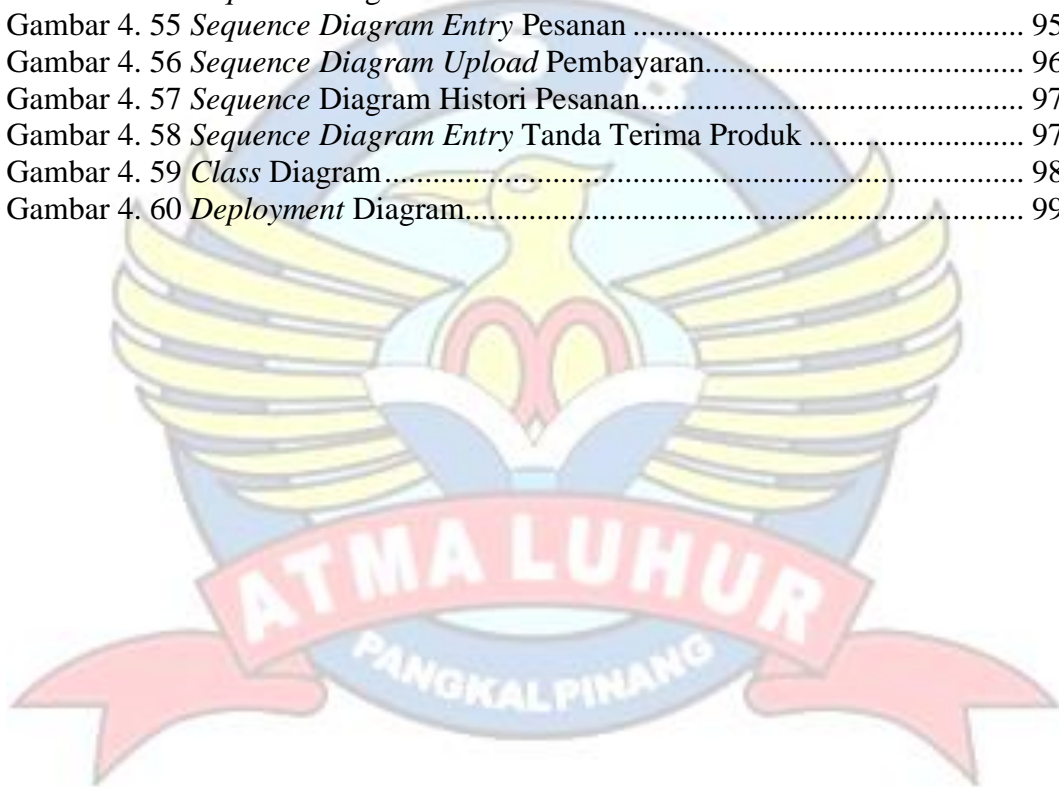 Gambar 4. 55 Sequence Diagram Entry Pesanan ................................................ 95
Gambar 4. 56 Sequence Diagram Upload Pembayaran....................................... 96
Gambar 4. 57 Sequence Diagram Histori Pesanan............................................... 97
Gambar 4. 58 Sequence Diagram Entry Tanda Terima Produk .......................... 97
Gambar 4. 59 Class Diagram............................................................................... 98
Gambar 4. 60 Deployment Diagram..................................................................... 99
I S B
ATMA LUHUR
PANGKALPINANG